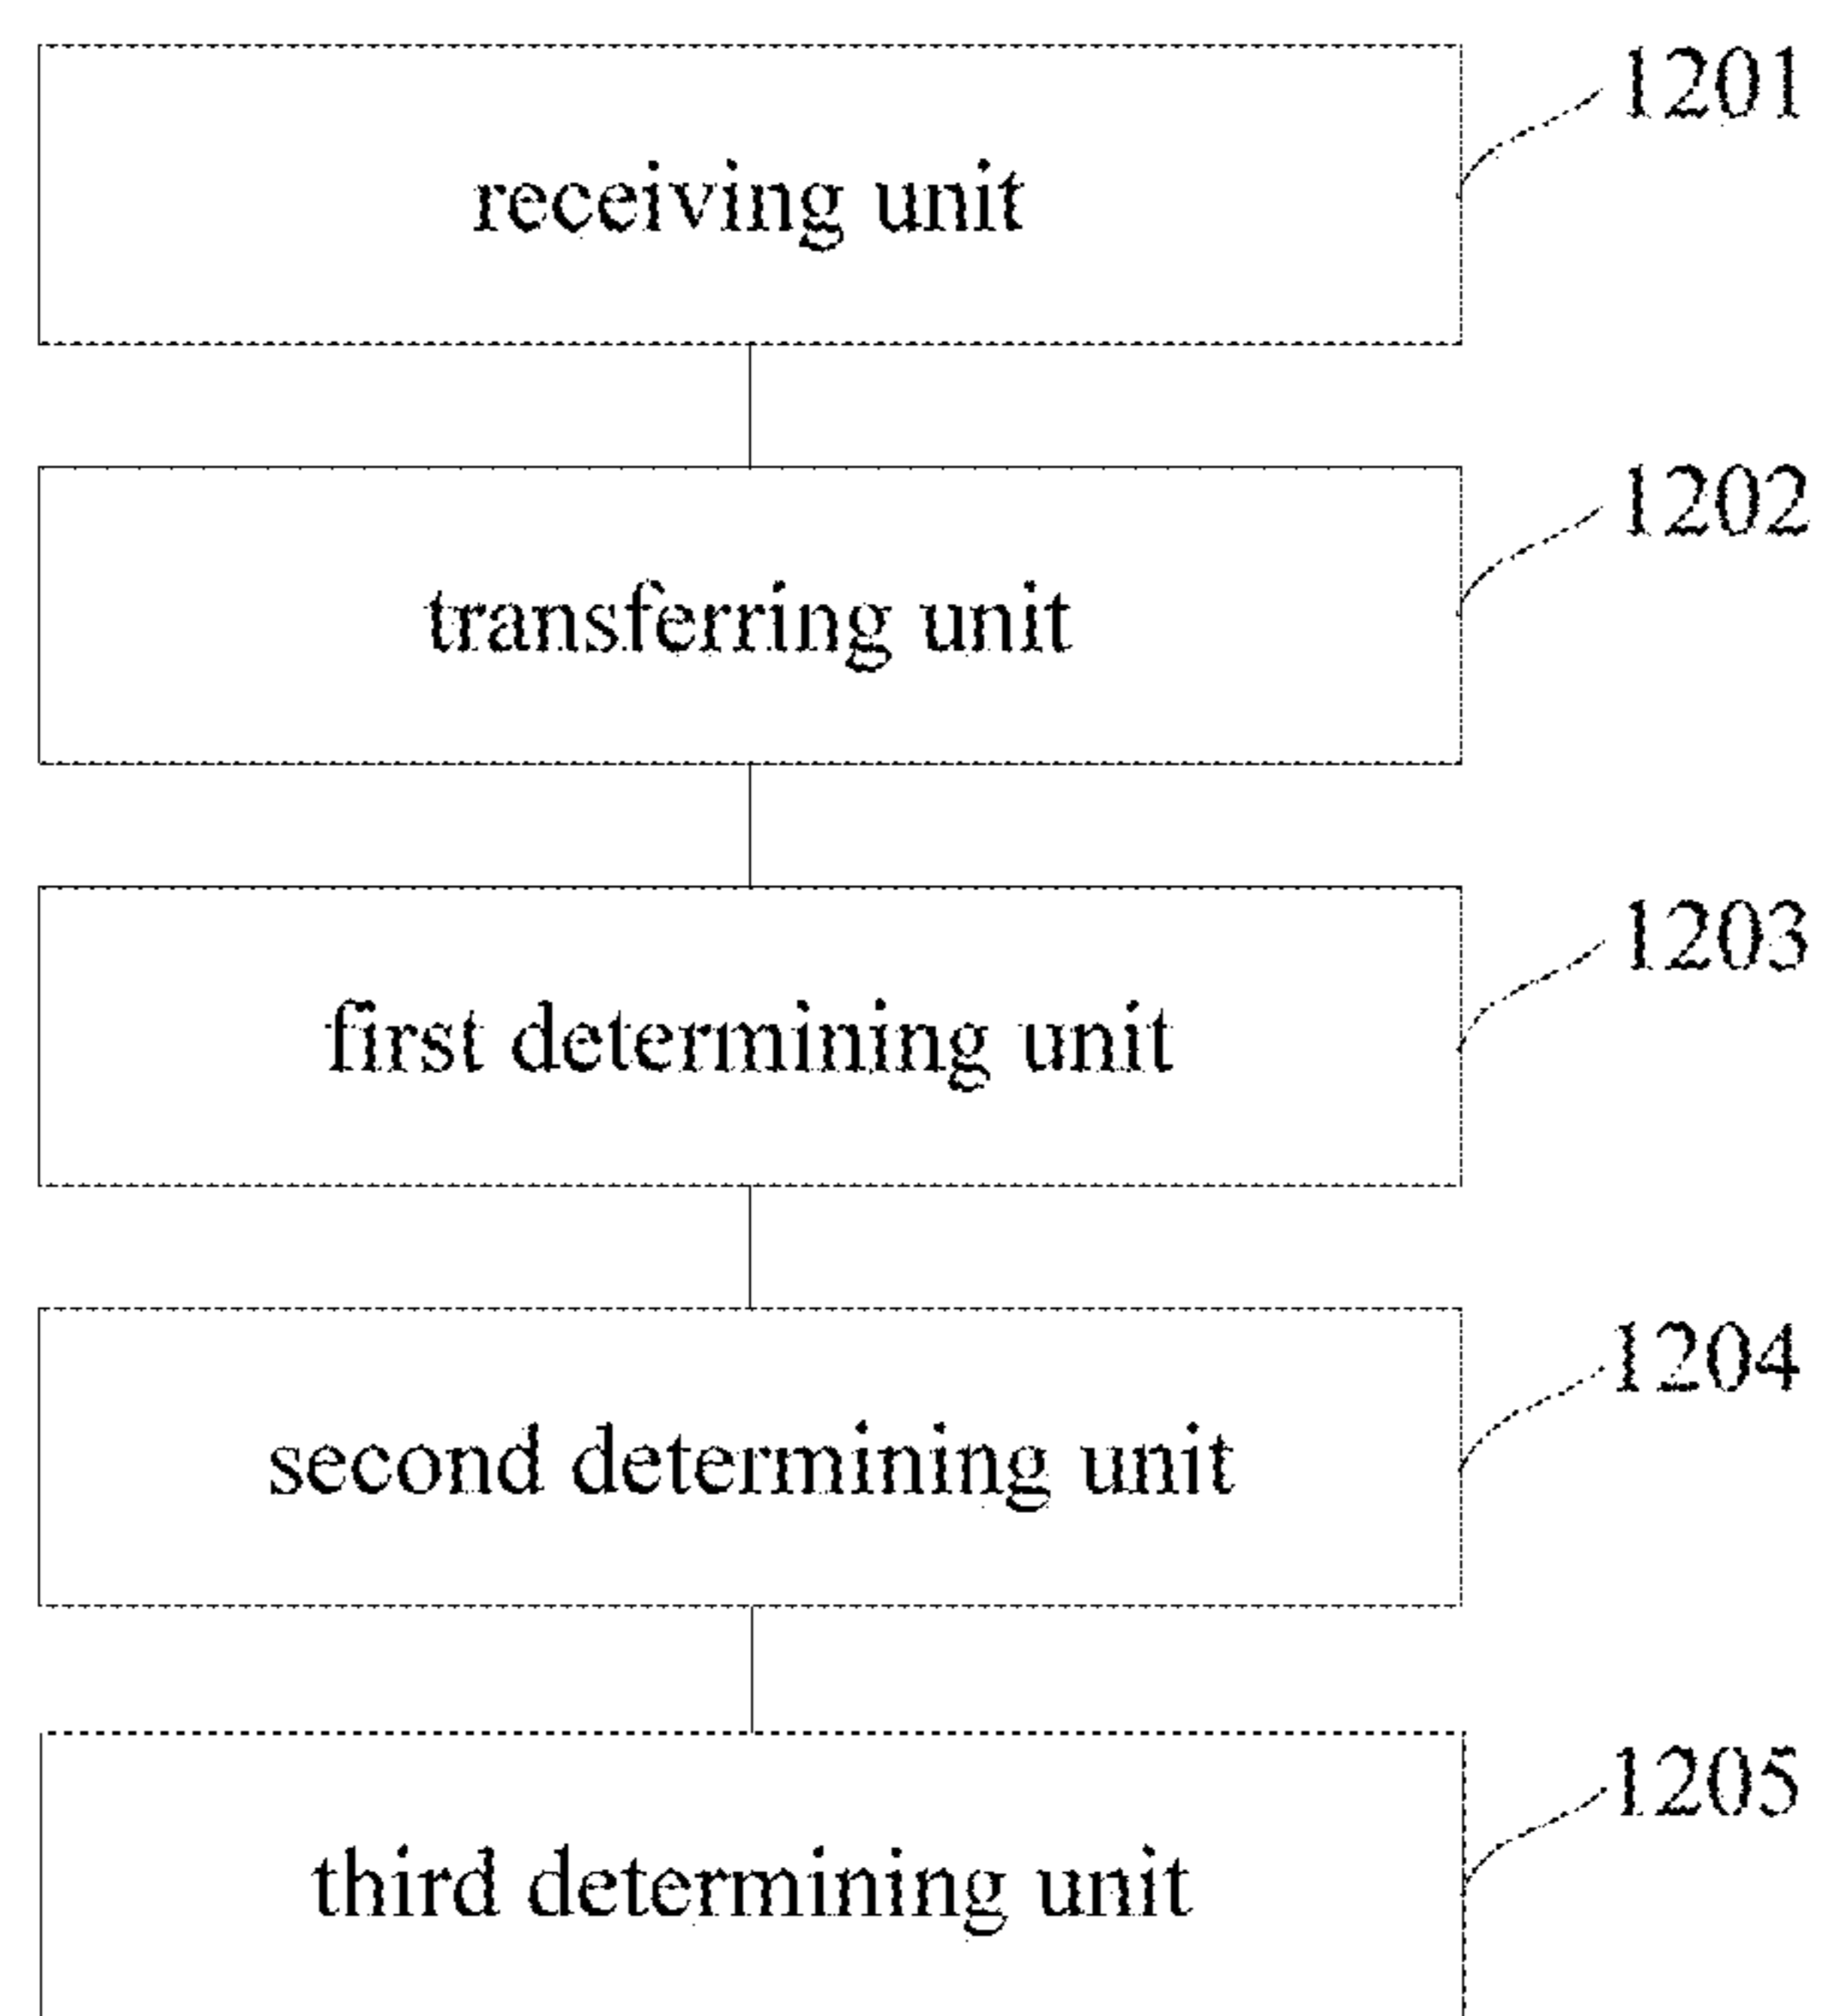 1201
receiving unit
1202
transferring unit
1203
first determining unit
1204
second determining unit
1205
third determining unit